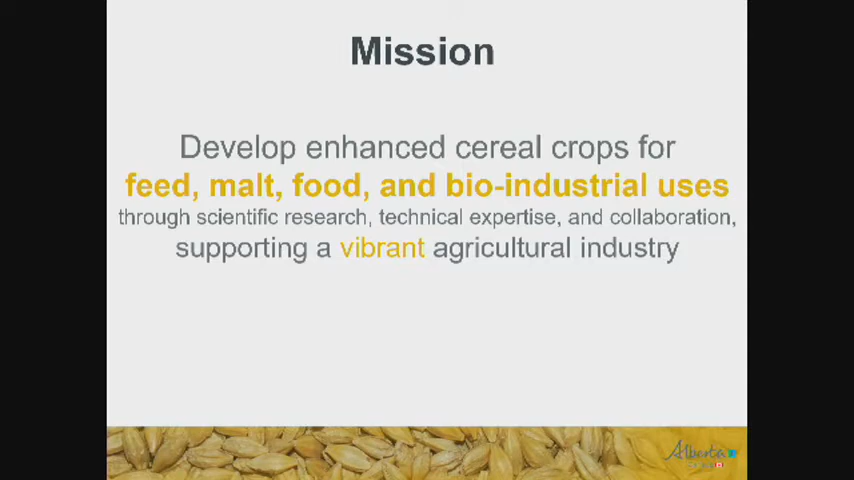 Mission
Develop enhanced cereal crops for
feed, malt, food, and bio-industrial uses
through scientific research, technical expertise, and collaboration,
supporting a vibrant agricultural industry
Alberta